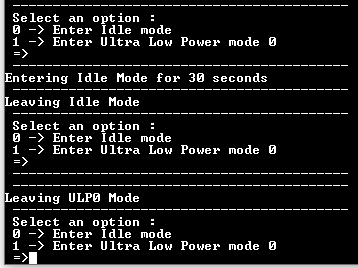 ------------------------------------------
Select an option :
0 -> Enter Idle mode
1 -> Enter Ultra Low Power mode 0
=>
------------------------------------------
Entering Idle Mode for 30 seconds
------------------------------------------
Leaving Idle Mode
------------------------------------------
Select an option :
0 -> Enter Idle mode
1 -> Enter Ultra Low Power mode 0
=>
------------------------------------------
------------------------------------------
Leaving ULP0 Mode
------------------------------------------
Select an option :
0 -> Enter Idle mode
1 -> Enter Ultra Low Power mode 0
=>